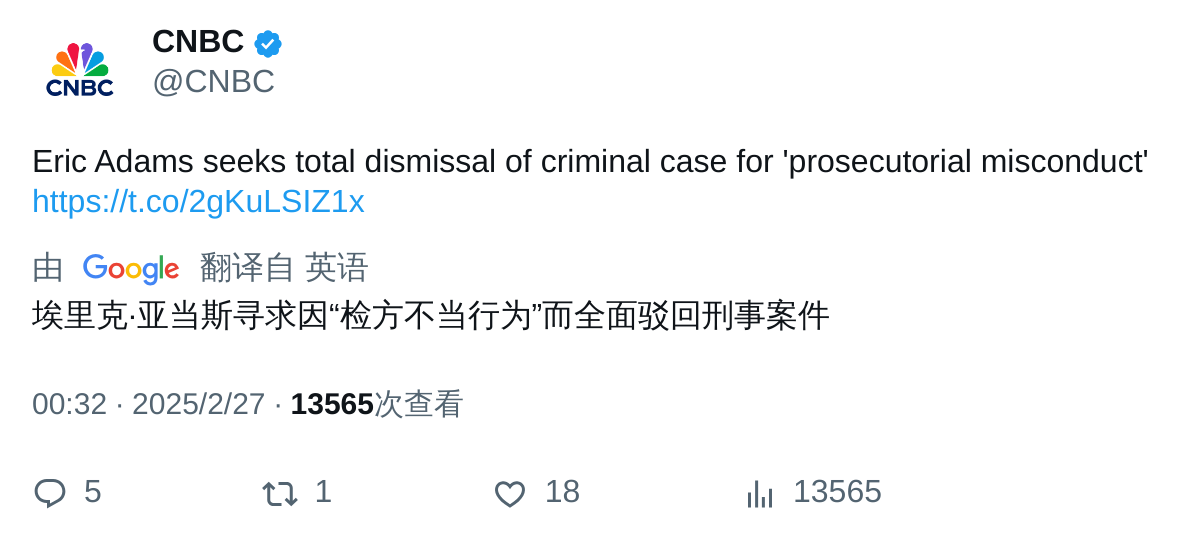 CNBC
@CNBC
CNBC
Eric Adams seeks total dismissal of criminal case for 'prosecutorial misconduct'
https://t.co/2gKuLSIZ1x
由 Google 翻译自 英语
埃里克·亚当斯寻求因“检方不当行为”而全面驳回刑事案件
00:32 · 2025/2/27 · 13565次查看
5 1 18 13565